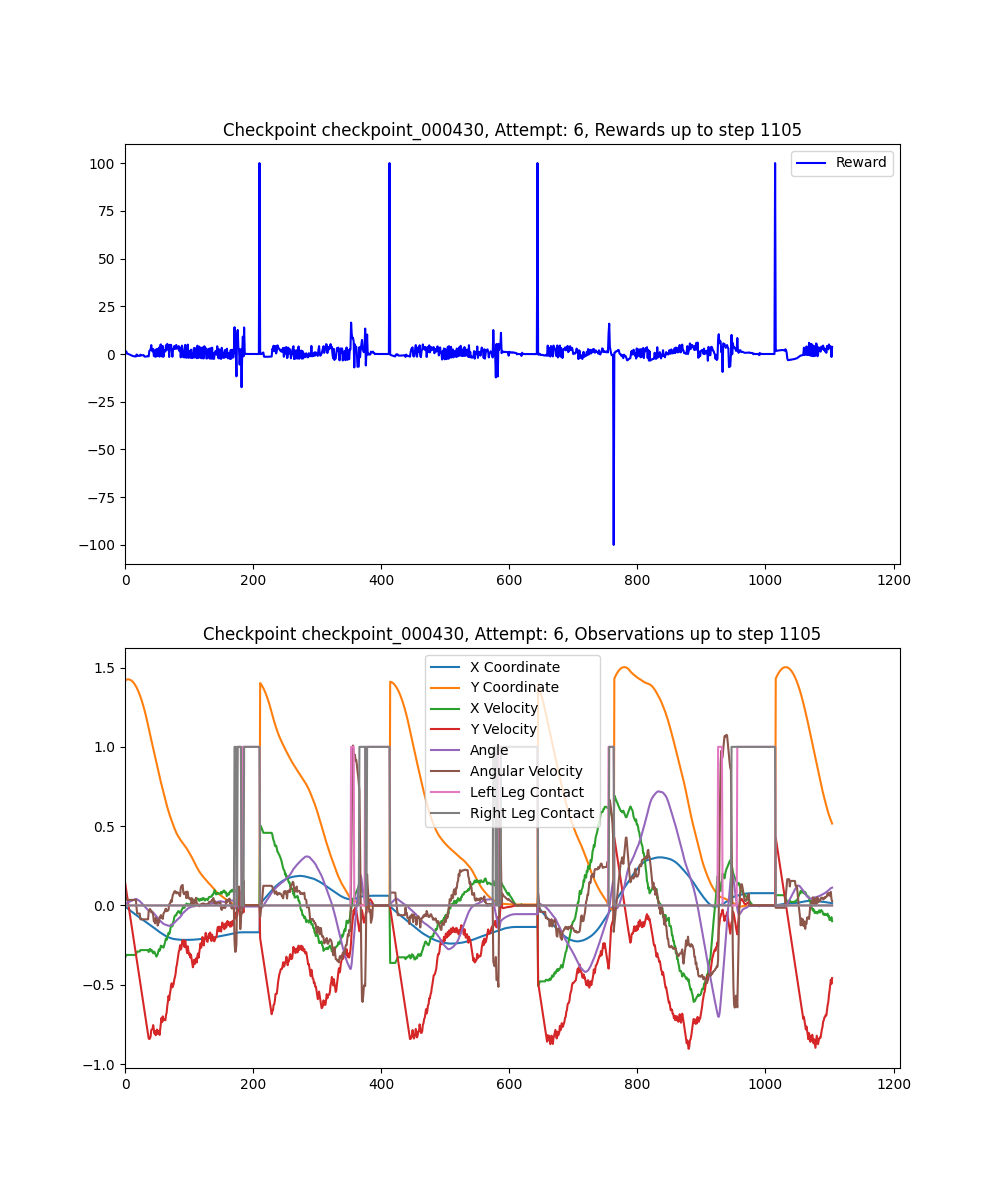 Checkpoint checkpoint_000430, Attempt: 6, Rewards up to step 1105
100
75
50
25
0
−25
−50
−75
−100
Reward
0 200 400 600 800 1000 1200
Checkpoint checkpoint_000430, Attempt: 6, Observations up to step 1105
1.5
1.0
0.5
0.0
−0.5
−1.0
X Coordinate
Y Coordinate
X Velocity
Y Velocity
Angle
Angular Velocity
Left Leg Contact
Right Leg Contact
0 200 400 600 800 1000 1200